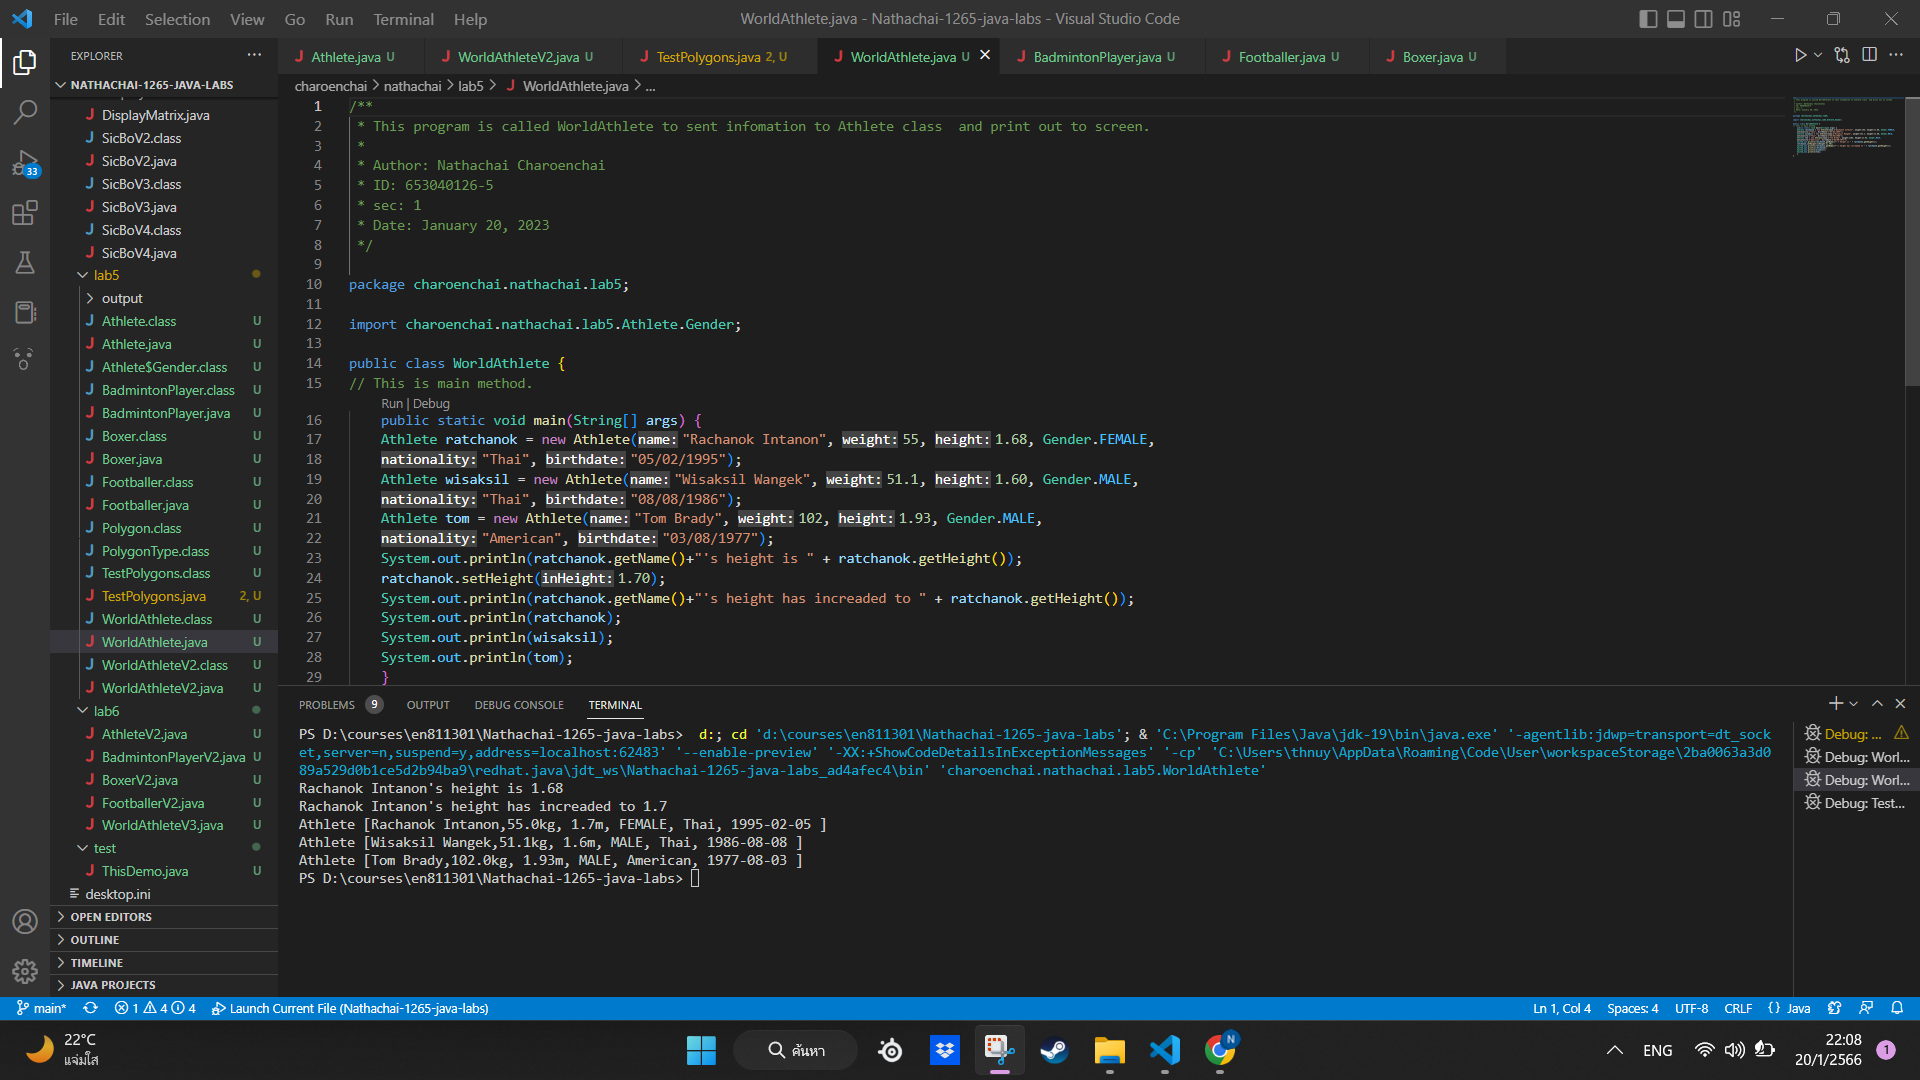 File Edit Selection View Go Run Terminal Help
WorldAthlete.java - Nathachai-1265-java-labs - Visual Studio Code
EXPLORER
NATHACHAI-1265-JAVA-LABS
DisplayMatrix.java
SicBoV2.class
SicBoV2.java
SicBoV3.class
SicBoV3.java
SicBoV4.class
SicBoV4.java
lab5
output
Athlete.class U
Athlete.java U
Athlete$Gender.class U
BadmintonPlayer.class U
BadmintonPlayer.java U
Boxer.class U
Boxer.java U
Footballer.class U
Footballer.java U
Polygon.class U
PolygonType.class U
TestPolygons.class U
TestPolygons.java 2, U
WorldAthlete.class U
WorldAthlete.java U
WorldAthleteV2.class U
WorldAthleteV2.java U
lab6
AthleteV2.java U
BadmintonPlayerV2.java U
BoxerV2.java U
FootballerV2.java U
WorldAthleteV3.java U
test
ThisDemo.java U
desktop.ini
OPEN EDITORS
OUTLINE
TIMELINE
JAVA PROJECTS
33
Athlete.java U WorldAthleteV2.java U TestPolygons.java 2, U WorldAthlete.java U BadmintonPlayer.java U Footballer.java U Boxer.java U
charoenchai > nathachai > lab5 > WorldAthlete.java > ...
1 /**
2 * This program is called WorldAthlete to sent infomation to Athlete class  and print out to screen.
3 *
4 * Author: Nathachai Charoenchai
5 * ID: 653040126-5
6 * sec: 1
7 * Date: January 20, 2023
8 */
9
10 package charoenchai.nathachai.lab5;
11
12 import charoenchai.nathachai.lab5.Athlete.Gender;
13
14 public class WorldAthlete {
15 // This is main method.
Run | Debug
16 public static void main(String[] args) {
17 Athlete ratchanok = new Athlete(name: "Rachanok Intanon", weight: 55, height: 1.68, Gender.FEMALE,
18 nationality: "Thai", birthdate: "05/02/1995");
19 Athlete wisaksil = new Athlete(name: "Wisaksil Wangek", weight: 51.1, height: 1.60, Gender.MALE,
20 nationality: "Thai", birthdate: "08/08/1986");
21 Athlete tom = new Athlete(name: "Tom Brady", weight: 102, height: 1.93, Gender.MALE,
22 nationality: "American", birthdate: "03/08/1977");
23 System.out.println(ratchanok.getName()+"'s height is " + ratchanok.getHeight());
24 ratchanok.setHeight(inHeight: 1.70);
25 System.out.println(ratchanok.getName()+"'s height has increaded to " + ratchanok.getHeight());
26 System.out.println(ratchanok);
27 System.out.println(wisaksil);
28 System.out.println(tom);
29 }
PROBLEMS 9 OUTPUT DEBUG CONSOLE TERMINAL
PS D:\courses\en811301\Nathachai-1265-java-labs>  d:; cd 'd:\courses\en811301\Nathachai-1265-java-labs'; & 'C:\Program Files\Java\jdk-19\bin\java.exe' '-agentlib:jdwp=transport=dt_sock
et,server=n,suspend=y,address=localhost:62483' '--enable-preview' '-XX:+ShowCodeDetailsInExceptionMessages' '-cp' 'C:\Users\thnuy\AppData\Roaming\Code\User\workspaceStorage\2ba0063a3d0
89a529d0b1ce5d2b94ba9\redhat.java\jdt_ws\Nathachai-1265-java-labs_ad4afec4\bin' 'charoenchai.nathachai.lab5.WorldAthlete'
Rachanok Intanon's height is 1.68
Rachanok Intanon's height has increaded to 1.7
Athlete [Rachanok Intanon,55.0kg, 1.7m, FEMALE, Thai, 1995-02-05 ]
Athlete [Wisaksil Wangek,51.1kg, 1.6m, MALE, Thai, 1986-08-08 ]
Athlete [Tom Brady,102.0kg, 1.93m, MALE, American, 1977-08-03 ]
PS D:\courses\en811301\Nathachai-1265-java-labs>
Debug: ...
Debug: Worl...
Debug: Worl...
Debug: Test...
main* 1 4 4 Launch Current File (Nathachai-1265-java-labs)
Ln 1, Col 4 Spaces: 4 UTF-8 CRLF {} Java
22°C
แจ่มใส
ค้นหา
N
ENG
22:08
20/1/2566
1